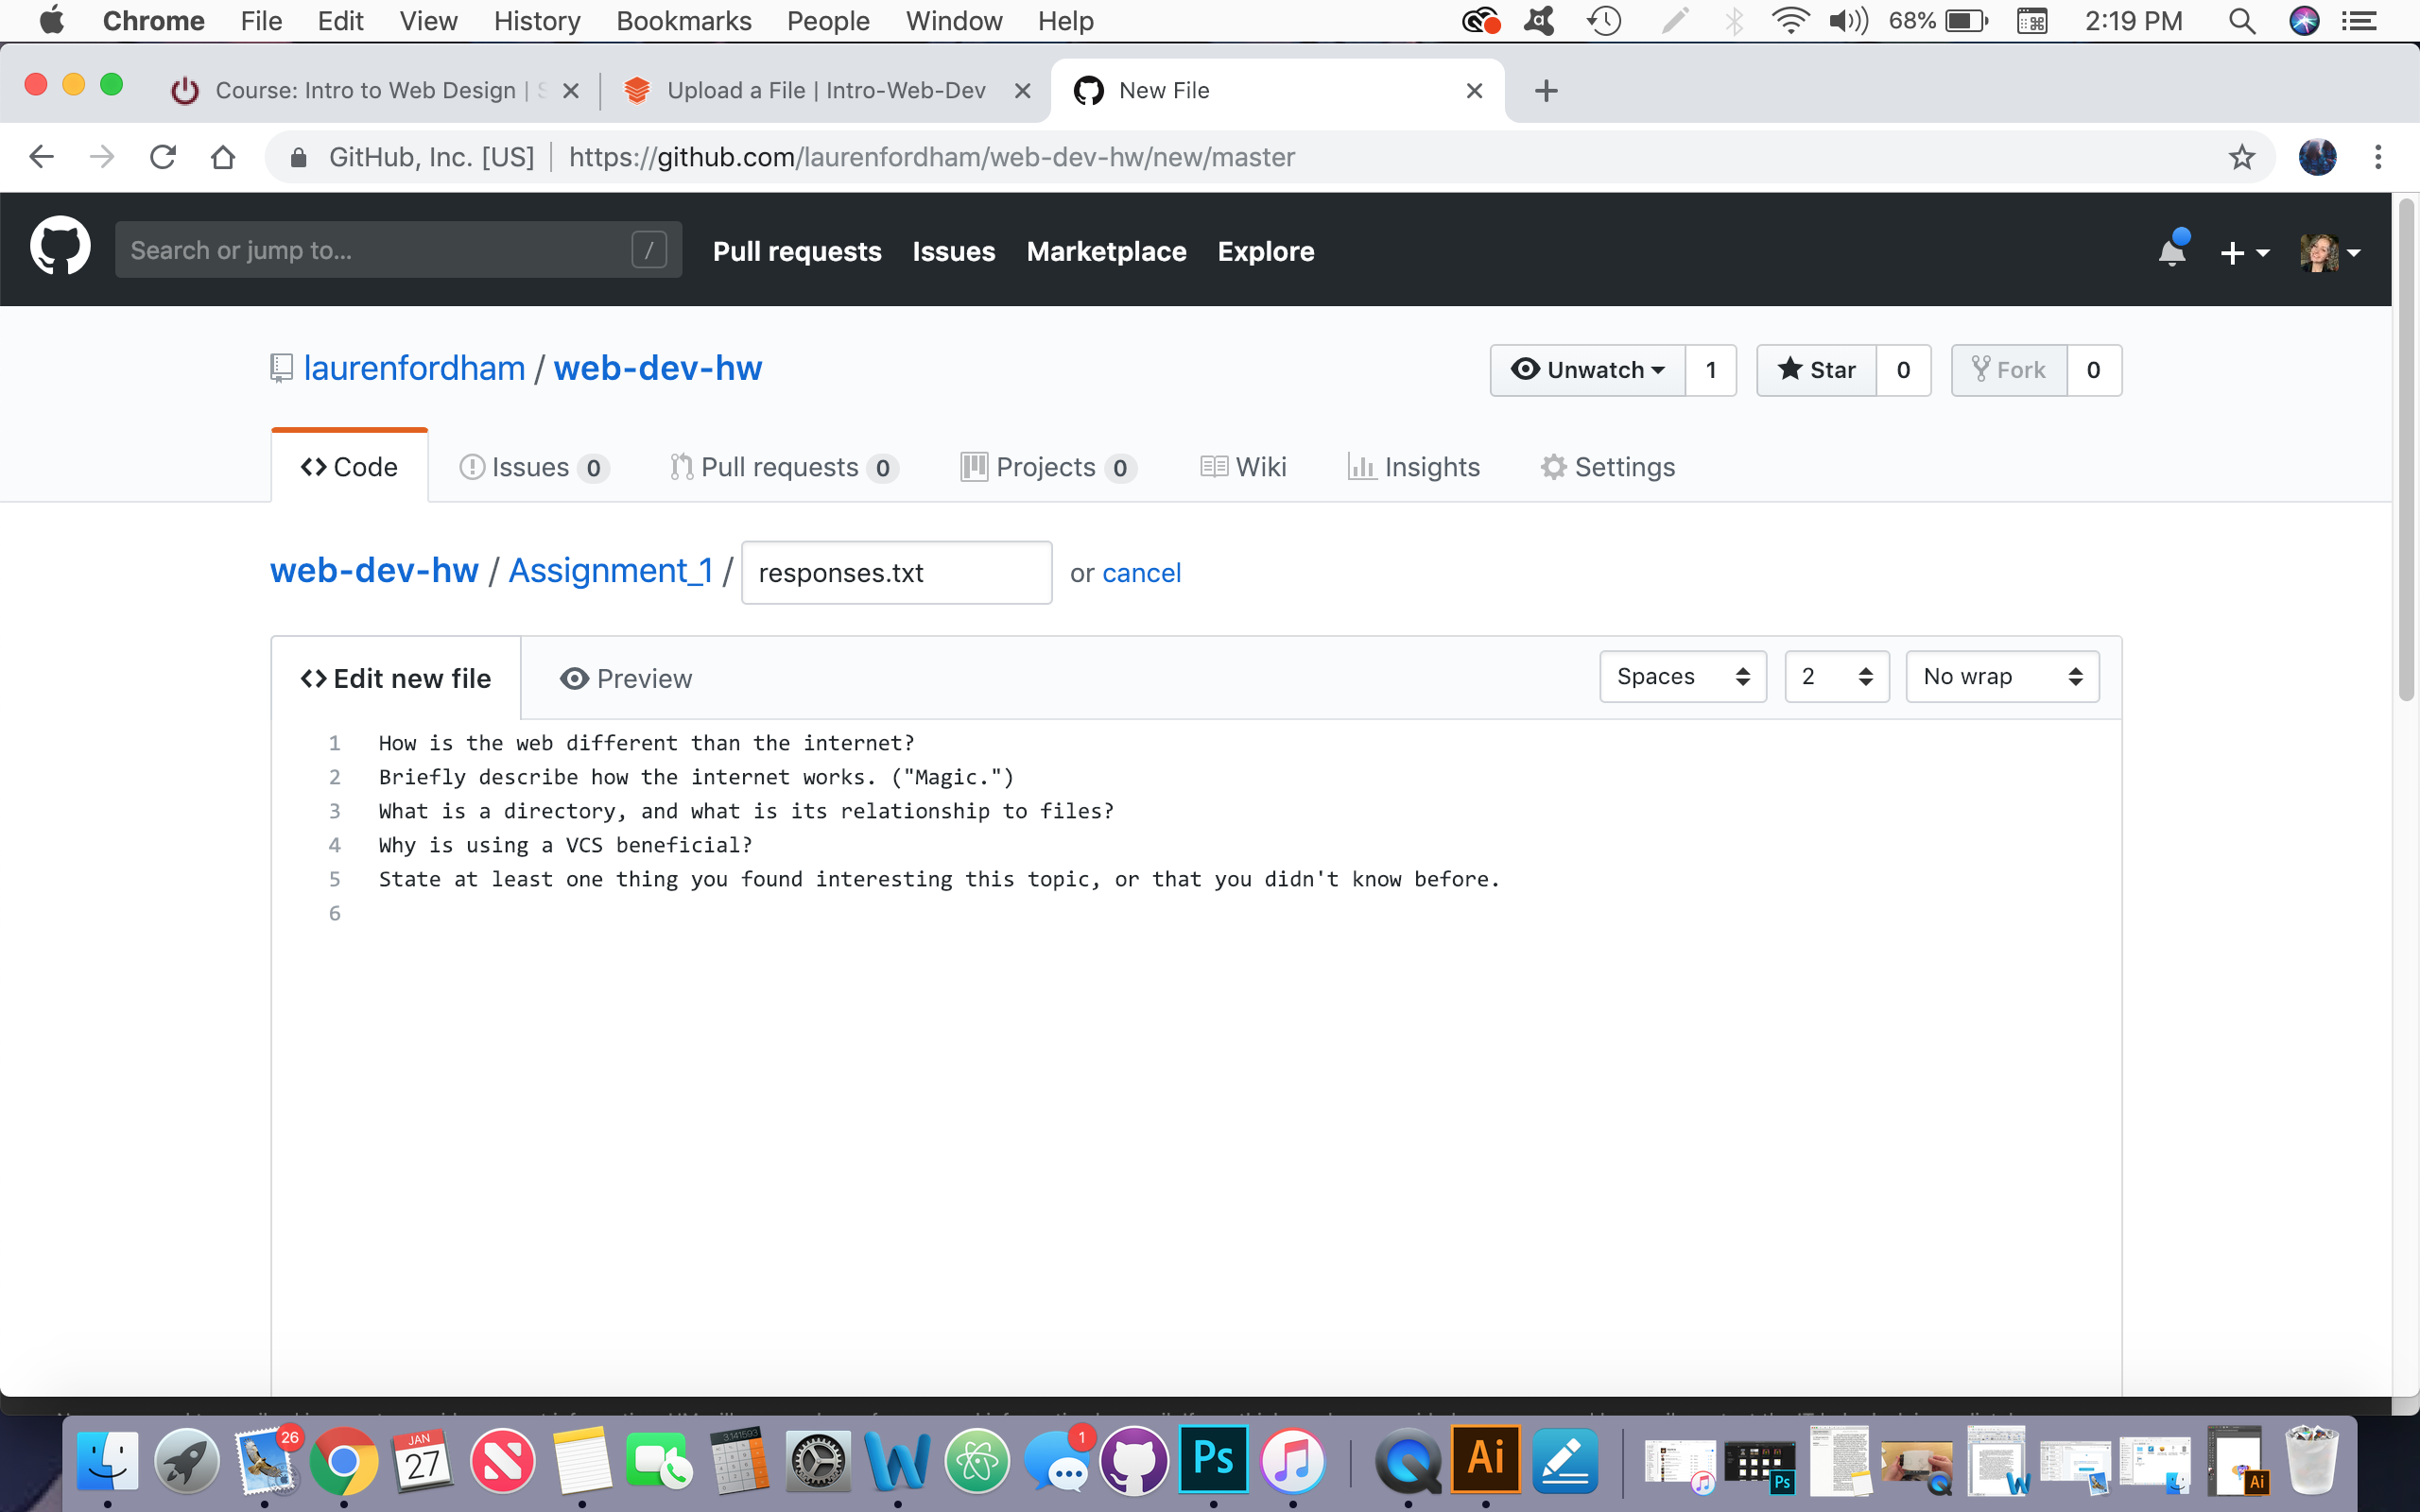 Chrome File Edit View History Bookmarks People Window Help 68% 2:19 PM
Course: Intro to Web Design | Upload a File | Intro-Web-Dev New File
GitHub, Inc. [US] https://github.com/laurenfordham/web-dev-hw/new/master
Search or jump to... / Pull requests Issues Marketplace Explore
laurenfordham / web-dev-hw Unwatch 1 Star 0 Fork 0
Code Issues 0 Pull requests 0 Projects 0 Wiki Insights Settings
web-dev-hw / Assignment_1 / responses.txt or cancel
Edit new file Preview Spaces 2 No wrap
1 How is the web different than the internet?
2 Briefly describe how the internet works. ("Magic.")
3 What is a directory, and what is its relationship to files?
4 Why is using a VCS beneficial?
5 State at least one thing you found interesting this topic, or that you didn't know before.
6
26 JAN 27 3.141593 1 Ps Ai Ps Ai